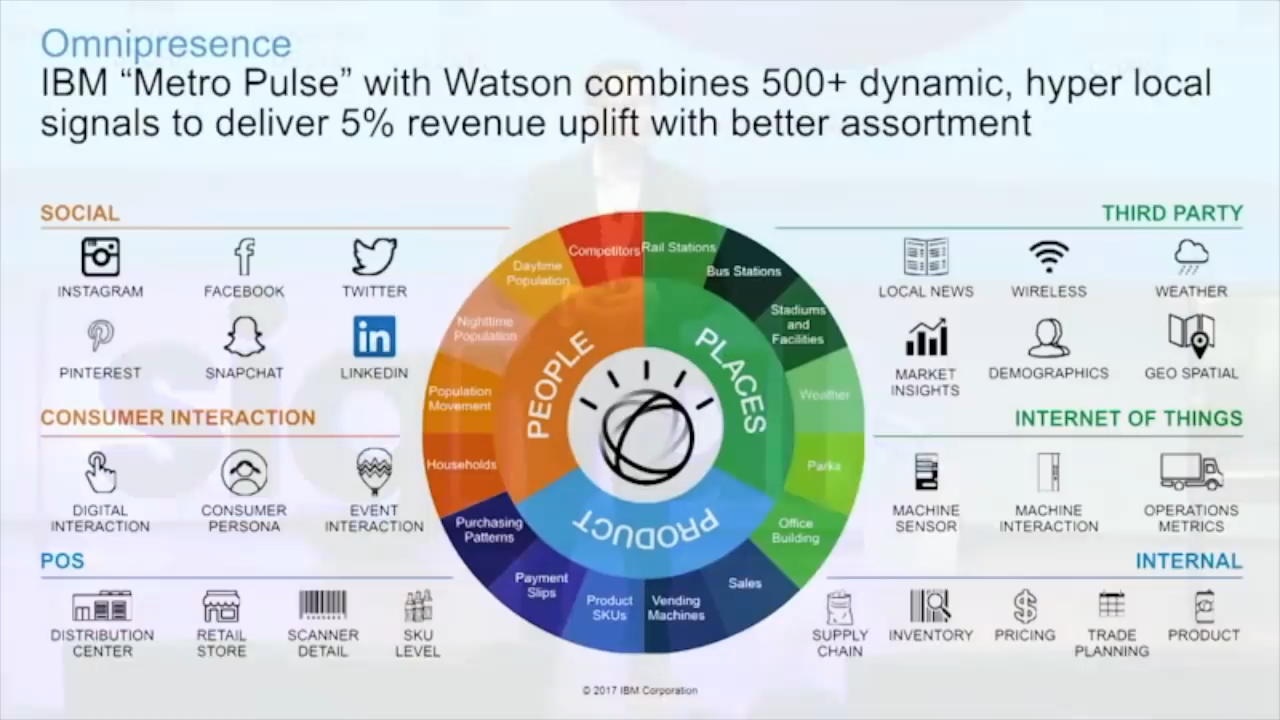 Omnipresence
IBM “Metro Pulse” with Watson combines 500+ dynamic, hyper local
signals to deliver 5% revenue uplift with better assortment
SOCIAL
INSTAGRAM
FACEBOOK
TWITTER
PINTEREST
SNAPCHAT
LINKEDIN
CONSUMER INTERACTION
DIGITAL
INTERACTION
CONSUMER
PERSONA
EVENT
INTERACTION
POS
DISTRIBUTION
CENTER
RETAIL
STORE
SCANNER
DETAIL
SKU
LEVEL
PEOPLE
Competitors
Daytime
Population
Nighttime
Population
Population
Movement
Households
PLACES
Rail Stations
Bus Stations
Stadiums
and
Facilities
Weather
Parks
Office
Building
PRODUCT
Sales
Vending
Machines
Product
SKUs
Payment
Slips
Purchasing
Patterns
THIRD PARTY
LOCAL NEWS
WIRELESS
WEATHER
MARKET
INSIGHTS
DEMOGRAPHICS
GEO SPATIAL
INTERNET OF THINGS
MACHINE
SENSOR
MACHINE
INTERACTION
OPERATIONS
METRICS
INTERNAL
SUPPLY
CHAIN
INVENTORY
PRICING
TRADE
PLANNING
PRODUCT
© 2017 IBM Corporation